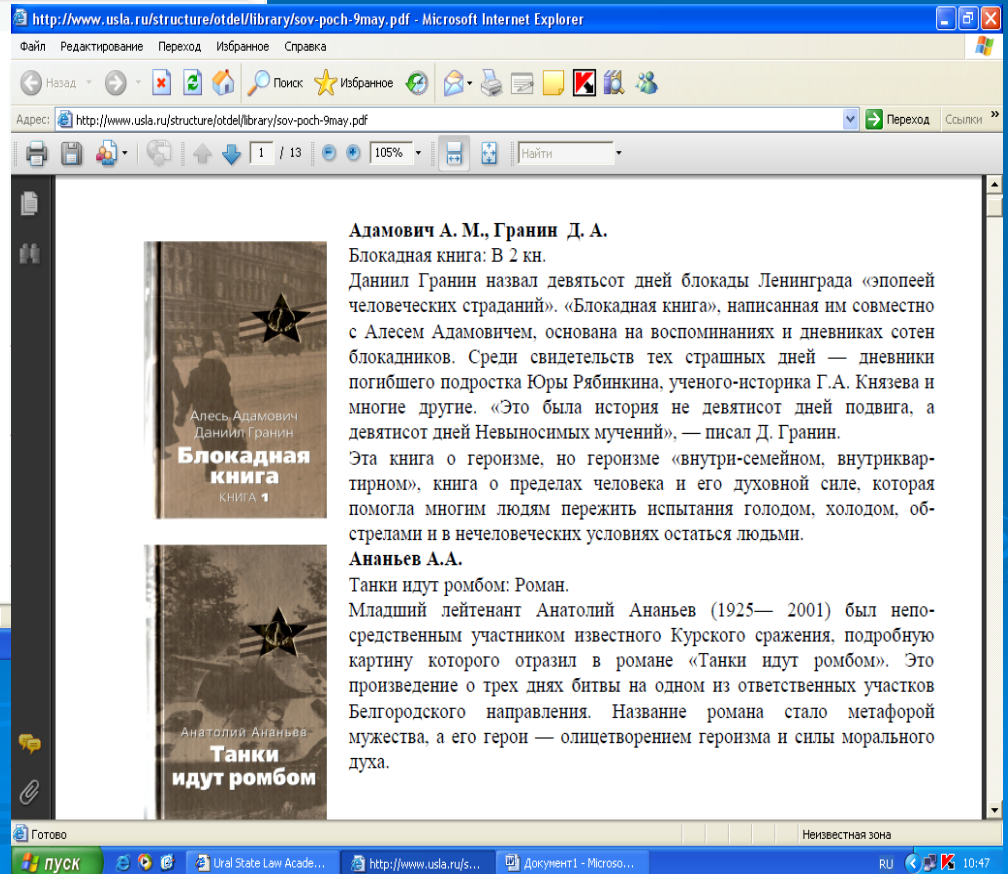 http://www.usla.ru/structure/otdel/library/sov-poch-9may.pdf - Microsoft Internet Explorer
Файл Редактирование Переход Избранное Справка
Назад Поиск Избранное
Адрес: http://www.usla.ru/structure/otdel/library/sov-poch-9may.pdf Переход Ссылки »
1 / 13 105% Найти
Адамович А. М., Гранин Д. А.
Блокадная книга: В 2 кн.
Даниил Гранин назвал девятьсот дней блокады Ленинграда «эпопеей
человеческих страданий». «Блокадная книга», написанная им совместно
с Алесем Адамовичем, основана на воспоминаниях и дневниках сотен
блокадников. Среди свидетельств тех страшных дней — дневники
погибшего подростка Юры Рябинкина, ученого-историка Г.А. Князева и
многие другие. «Это была история не девятисот дней подвига, а
девятисот дней Невыносимых мучений», — писал Д. Гранин.
Эта книга о героизме, но героизме «внутри-семейном, внутриквар-
тирном», книга о пределах человека и его духовной силе, которая
помогла многим людям пережить испытания голодом, холодом, об-
стрелами и в нечеловеческих условиях остаться людьми.
Алесь Адамович
Даниил Гранин
Блокадная
книга
КНИГА 1
Ананьев А.А.
Танки идут ромбом: Роман.
Младший лейтенант Анатолий Ананьев (1925— 2001) был непо-
средственным участником известного Курского сражения, подробную
картину которого отразил в романе «Танки идут ромбом». Это
произведение о трех днях битвы на одном из ответственных участков
Белгородского направления. Название романа стало метафорой
мужества, а его герои — олицетворением героизма и силы морального
духа.
Анатолий Ананьев
Танки
идут ромбом
Готово Неизвестная зона
пуск Ural State Law Acade... http://www.usla.ru/s... Документ1 - Microso... RU 10:47